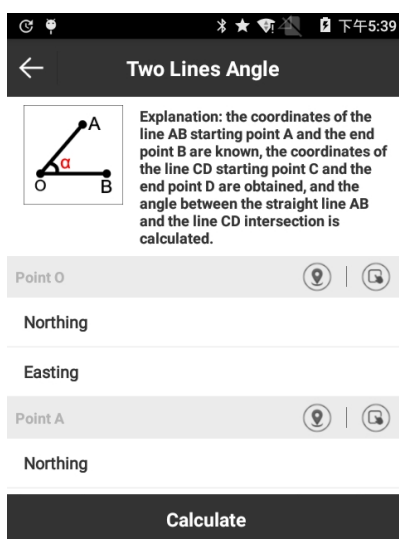 下午5:39
Two Lines Angle
A
α
O
B
Explanation: the coordinates of the
line AB starting point A and the end
point B are known, the coordinates of
the line CD starting point C and the
end point D are obtained, and the
angle between the straight line AB
and the line CD intersection is
calculated.
Point O
Northing
Easting
Point A
Northing
Calculate